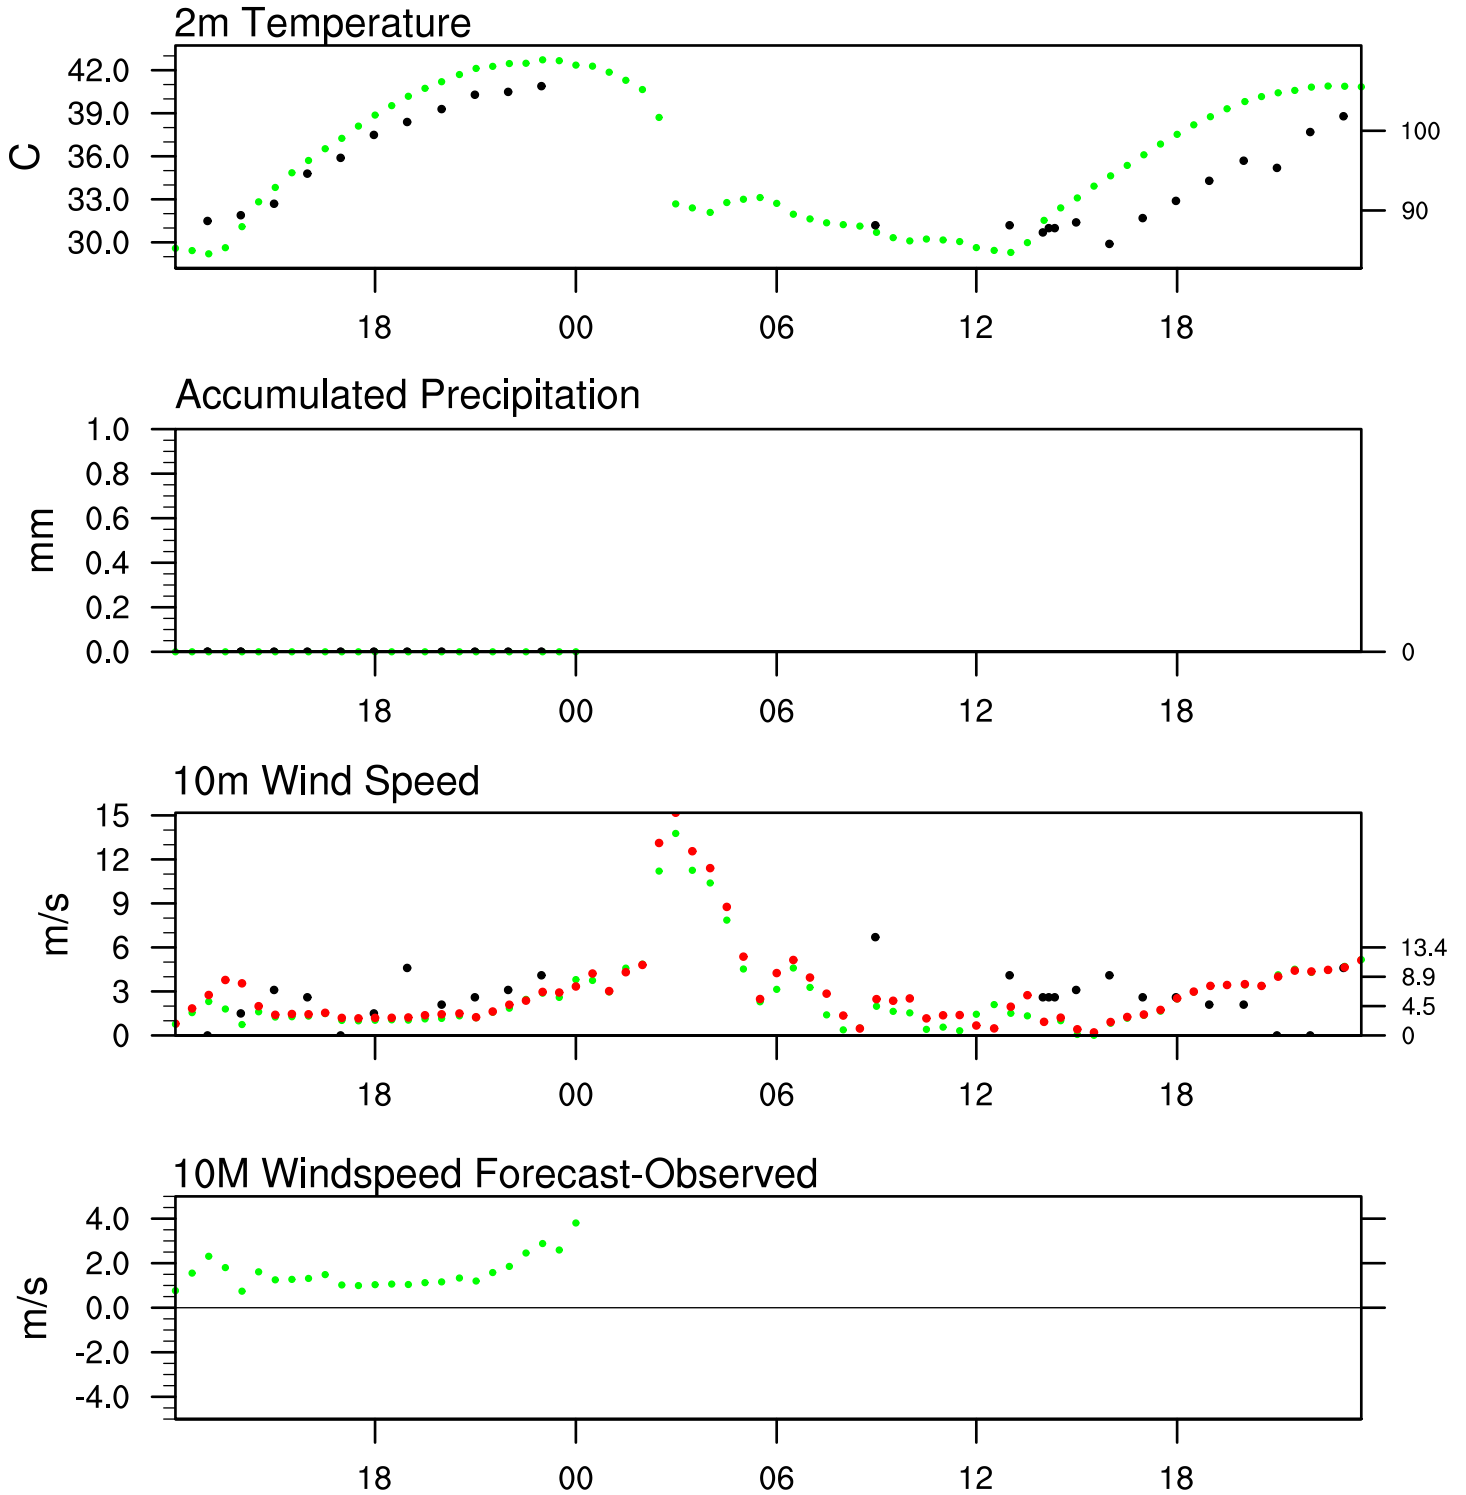 2m Temperature
42.0
39.0
36.0
33.0
30.0
C
100
90
18 00 06 12 18
Accumulated Precipitation
1.0
0.8
0.6
0.4
0.2
0.0
mm
0
18 00 06 12 18
10m Wind Speed
15
12
9
6
3
0
m/s
13.4
8.9
4.5
0
18 00 06 12 18
10M Windspeed Forecast-Observed
4.0
2.0
0.0
-2.0
-4.0
m/s
18 00 06 12 18